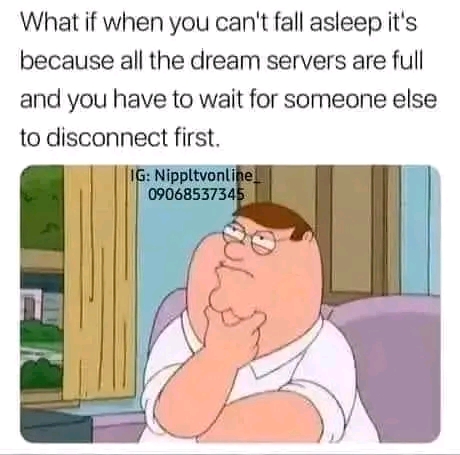 What if when you can't fall asleep it's
because all the dream servers are full
and you have to wait for someone else
to disconnect first.
IG: Nippltvonline_
09068537345